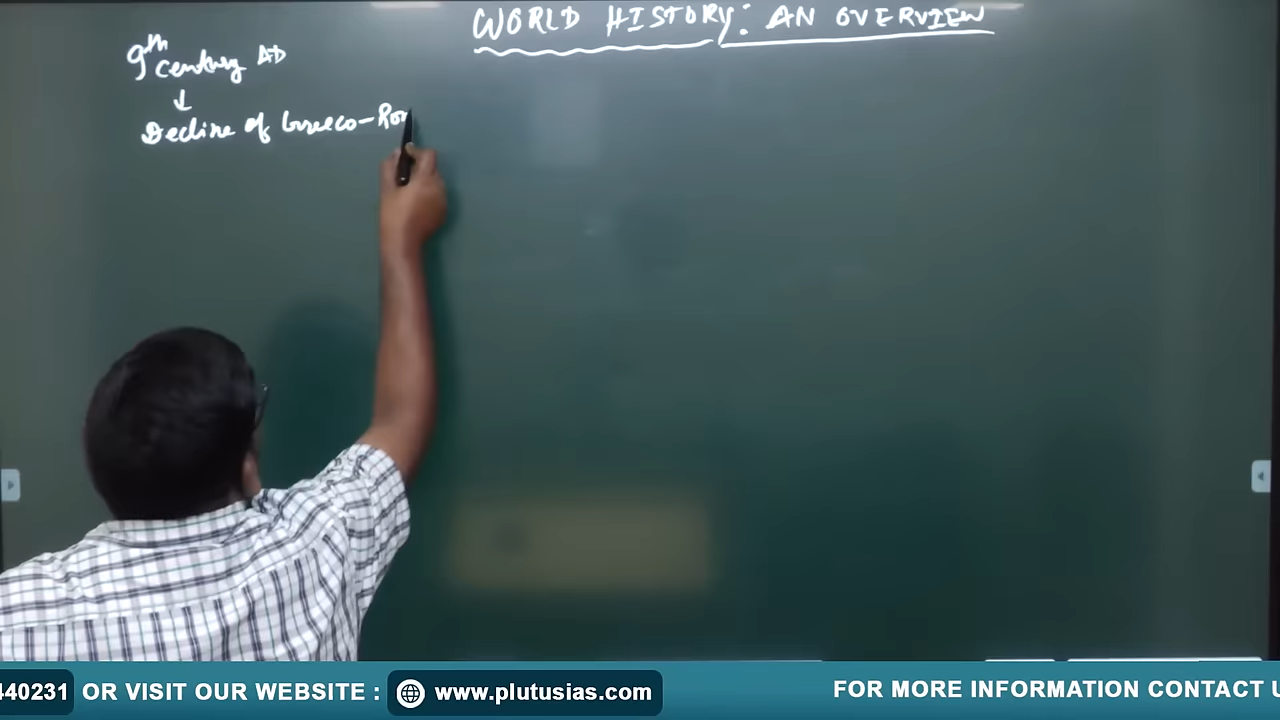 WORLD HISTORY: AN OVERVIEW
9th Century AD
↓
Decline of Graeco-Ro
440231 OR VISIT OUR WEBSITE : www.plutusias.com FOR MORE INFORMATION CONTACT U